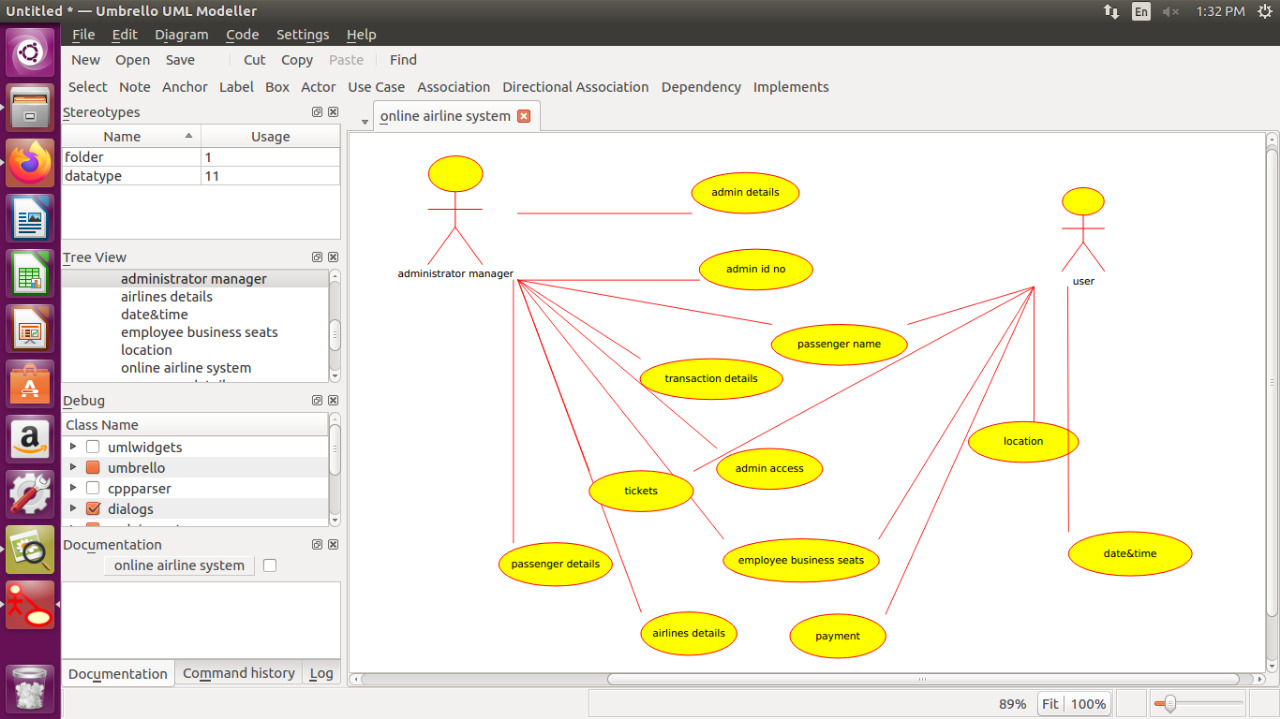 Untitled * — Umbrello UML Modeller
En
1:32 PM
File Edit Diagram Code Settings Help
New Open Save Cut Copy Paste Find
Select Note Anchor Label Box Actor Use Case Association Directional Association Dependency Implements
Stereotypes
Name Usage
folder 1
datatype 11
Tree View
administrator manager
airlines details
date&time
employee business seats
location
online airline system
Debug
Class Name
umlwidgets
umbrello
cppparser
dialogs
Documentation
online airline system
Documentation Command history Log
online airline system
admin details
administrator manager
admin id no
user
passenger name
transaction details
location
admin access
tickets
date&time
passenger details
employee business seats
airlines details
payment
89% Fit 100%